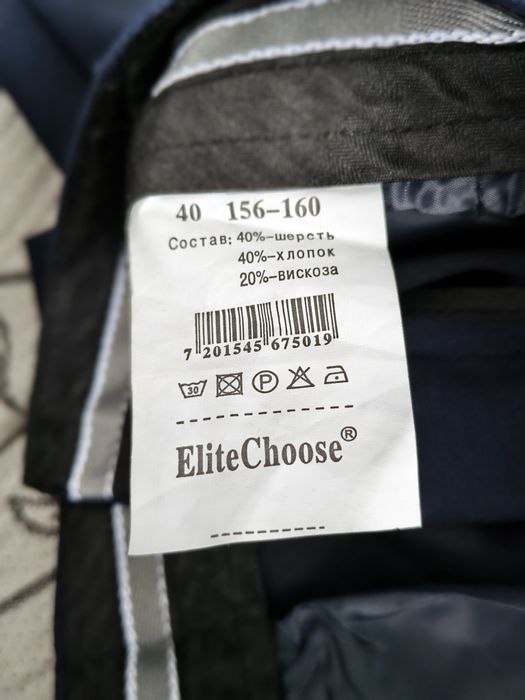 40 156-160
Состав: 40%-шерсть
40%-хлопок
20%-вискоза
7 201545 675019
30 P
EliteChoose®